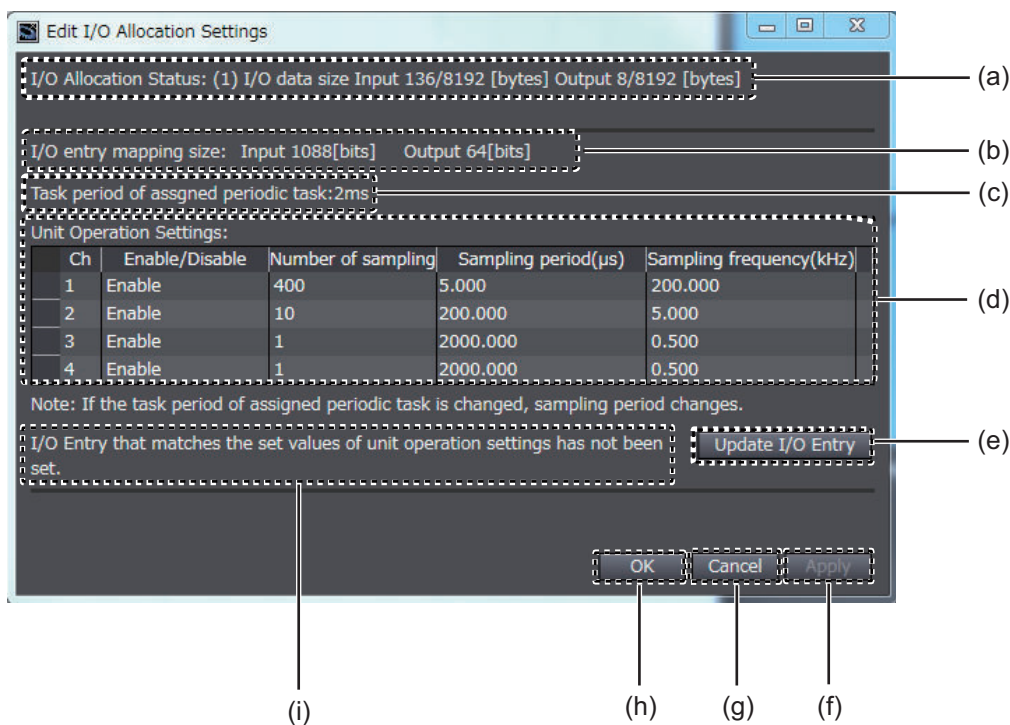 Edit I/O Allocation Settings
I/O Allocation Status: (1) I/O data size Input 136/8192 [bytes] Output 8/8192 [bytes]
(a)
I/O entry mapping size: Input 1088[bits] Output 64[bits]
(b)
Task period of assgned periodic task:2ms
(c)
Unit Operation Settings:
Ch Enable/Disable Number of sampling Sampling period(µs) Sampling frequency(kHz)
1 Enable 400 5.000 200.000
2 Enable 10 200.000 5.000
3 Enable 1 2000.000 0.500
4 Enable 1 2000.000 0.500
(d)
Note: If the task period of assigned periodic task is changed, sampling period changes.
I/O Entry that matches the set values of unit operation settings has not been
set.
Update I/O Entry
(e)
OK Cancel Apply
(i) (h) (g) (f)